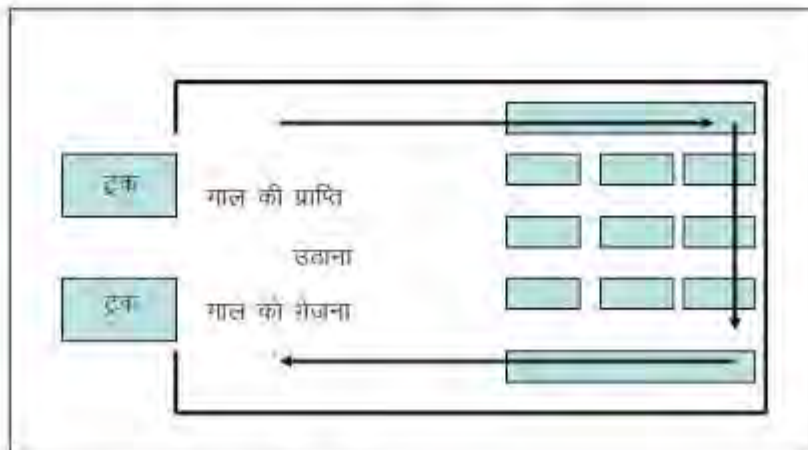 ट्रक
माल की प्राप्ति
उठाना
ट्रक
माल को भेजना